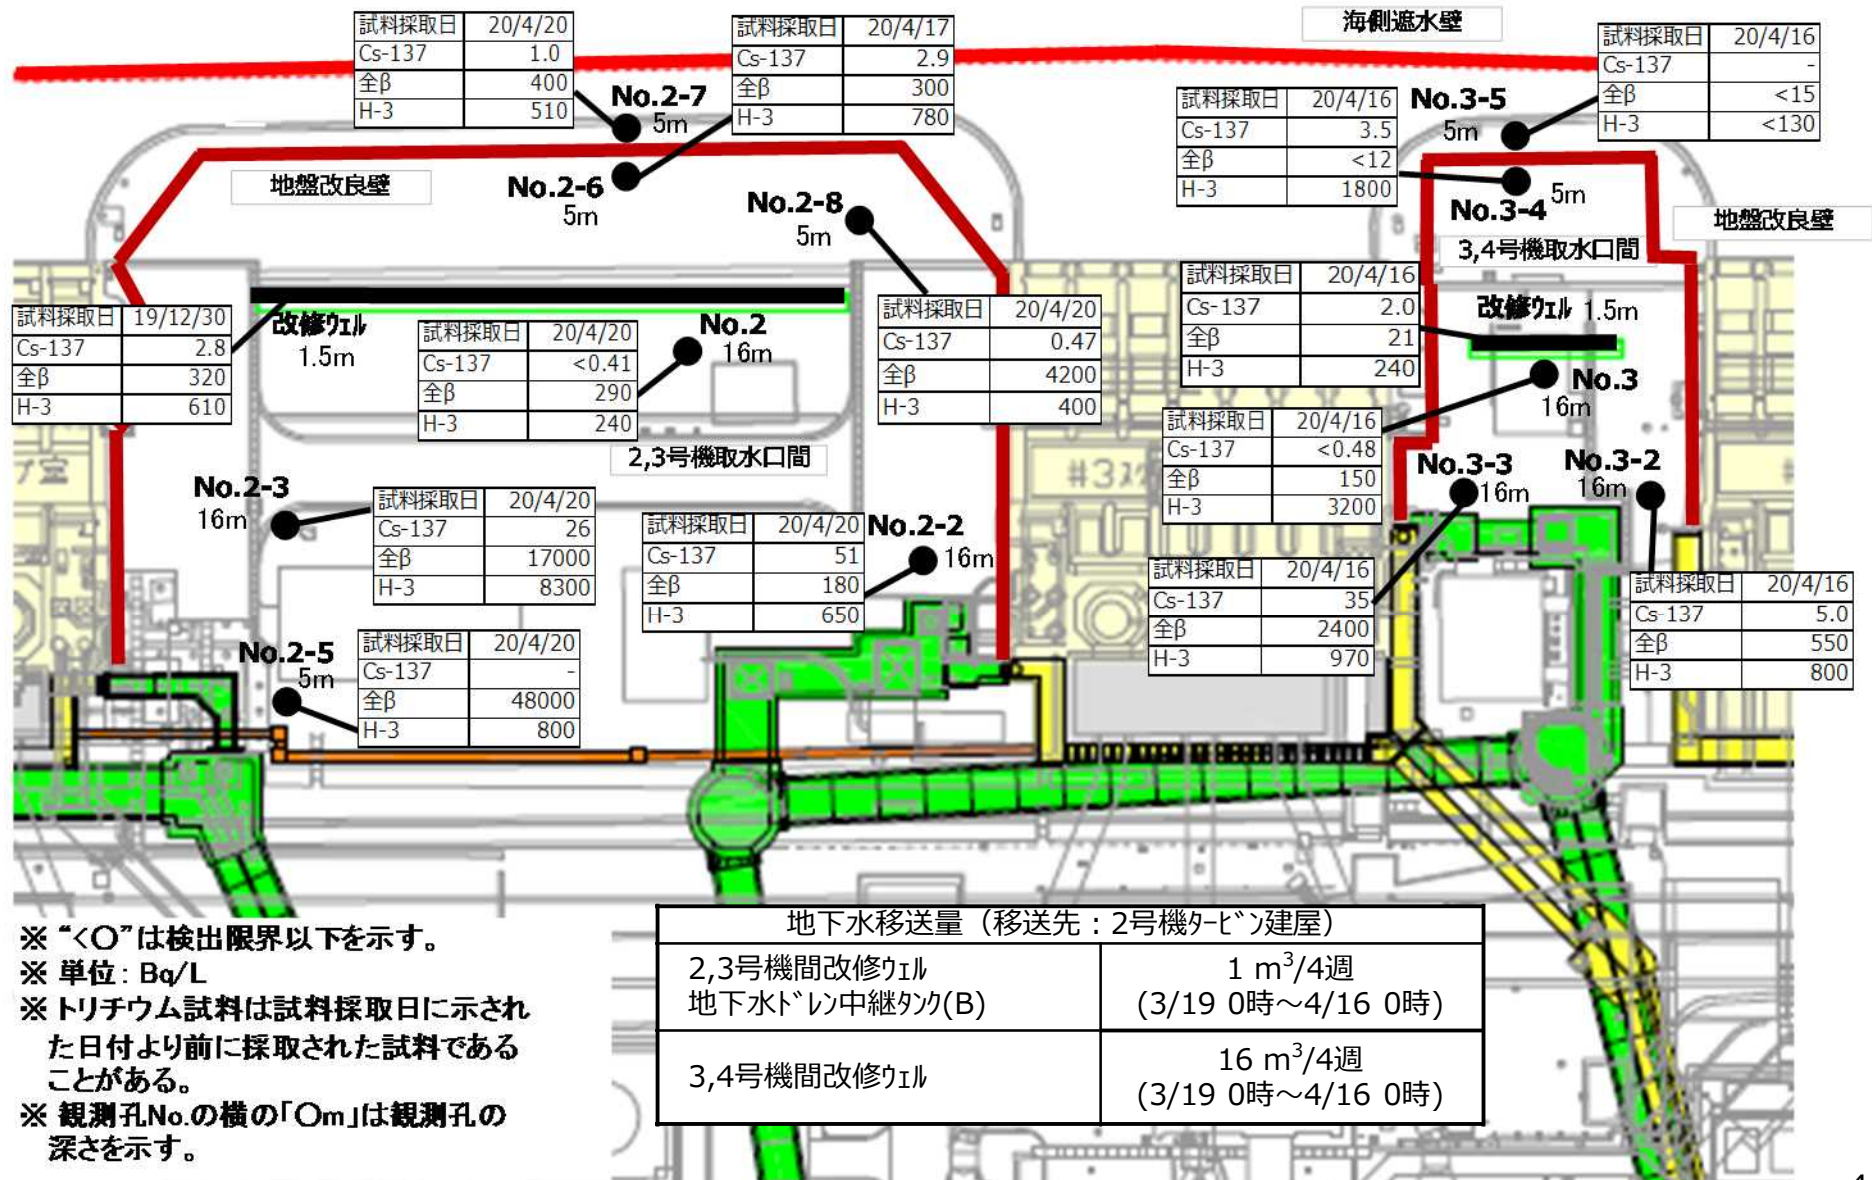 試料採取日 20/4/20
Cs-137 1.0
全β 400
H-3 510
No.2-7
5m
試料採取日 20/4/17
Cs-137 2.9
全β 300
H-3 780
海側遮水壁
試料採取日 20/4/16
Cs-137 -
全β <15
H-3 <130
試料採取日 20/4/16
Cs-137 3.5
全β <12
H-3 1800
No.3-5
5m
地盤改良壁
No.2-6
5m
No.2-8
5m
No.3-4
5m
地盤改良壁
3,4号機取水口間
試料採取日 19/12/30
Cs-137 2.8
全β 320
H-3 610
改修ウェル
1.5m
試料採取日 20/4/20
Cs-137 <0.41
全β 290
H-3 240
No.2
16m
試料採取日 20/4/20
Cs-137 0.47
全β 4200
H-3 400
試料採取日 20/4/16
Cs-137 2.0
全β 21
H-3 240
改修ウェル 1.5m
No.3
16m
2,3号機取水口間
試料採取日 20/4/16
Cs-137 <0.48
全β 150
H-3 3200
No.2-3
16m
試料採取日 20/4/20
Cs-137 26
全β 17000
H-3 8300
試料採取日 20/4/20
Cs-137 51
全β 180
H-3 650
No.2-2
16m
No.3-3
16m
No.3-2
16m
試料採取日 20/4/16
Cs-137 35
全β 2400
H-3 970
試料採取日 20/4/16
Cs-137 5.0
全β 550
H-3 800
No.2-5
5m
試料採取日 20/4/20
Cs-137 -
全β 48000
H-3 800
※ “<○”は検出限界以下を示す。
※ 単位：Bq/L
※ トリチウム試料は試料採取日に示され
た日付より前に採取された試料である
ことがある。
※ 観測孔No.の横の「○m」は観測孔の
深さを示す。
地下水移送量（移送先：2号機ﾀｰﾋﾞﾝ建屋）
2,3号機間改修ｳｪﾙ
地下水ﾄﾞﾚﾝ中継ﾀﾝｸ(B)
1 m³/4週
(3/19 0時～4/16 0時)
3,4号機間改修ｳｪﾙ
16 m³/4週
(3/19 0時～4/16 0時)